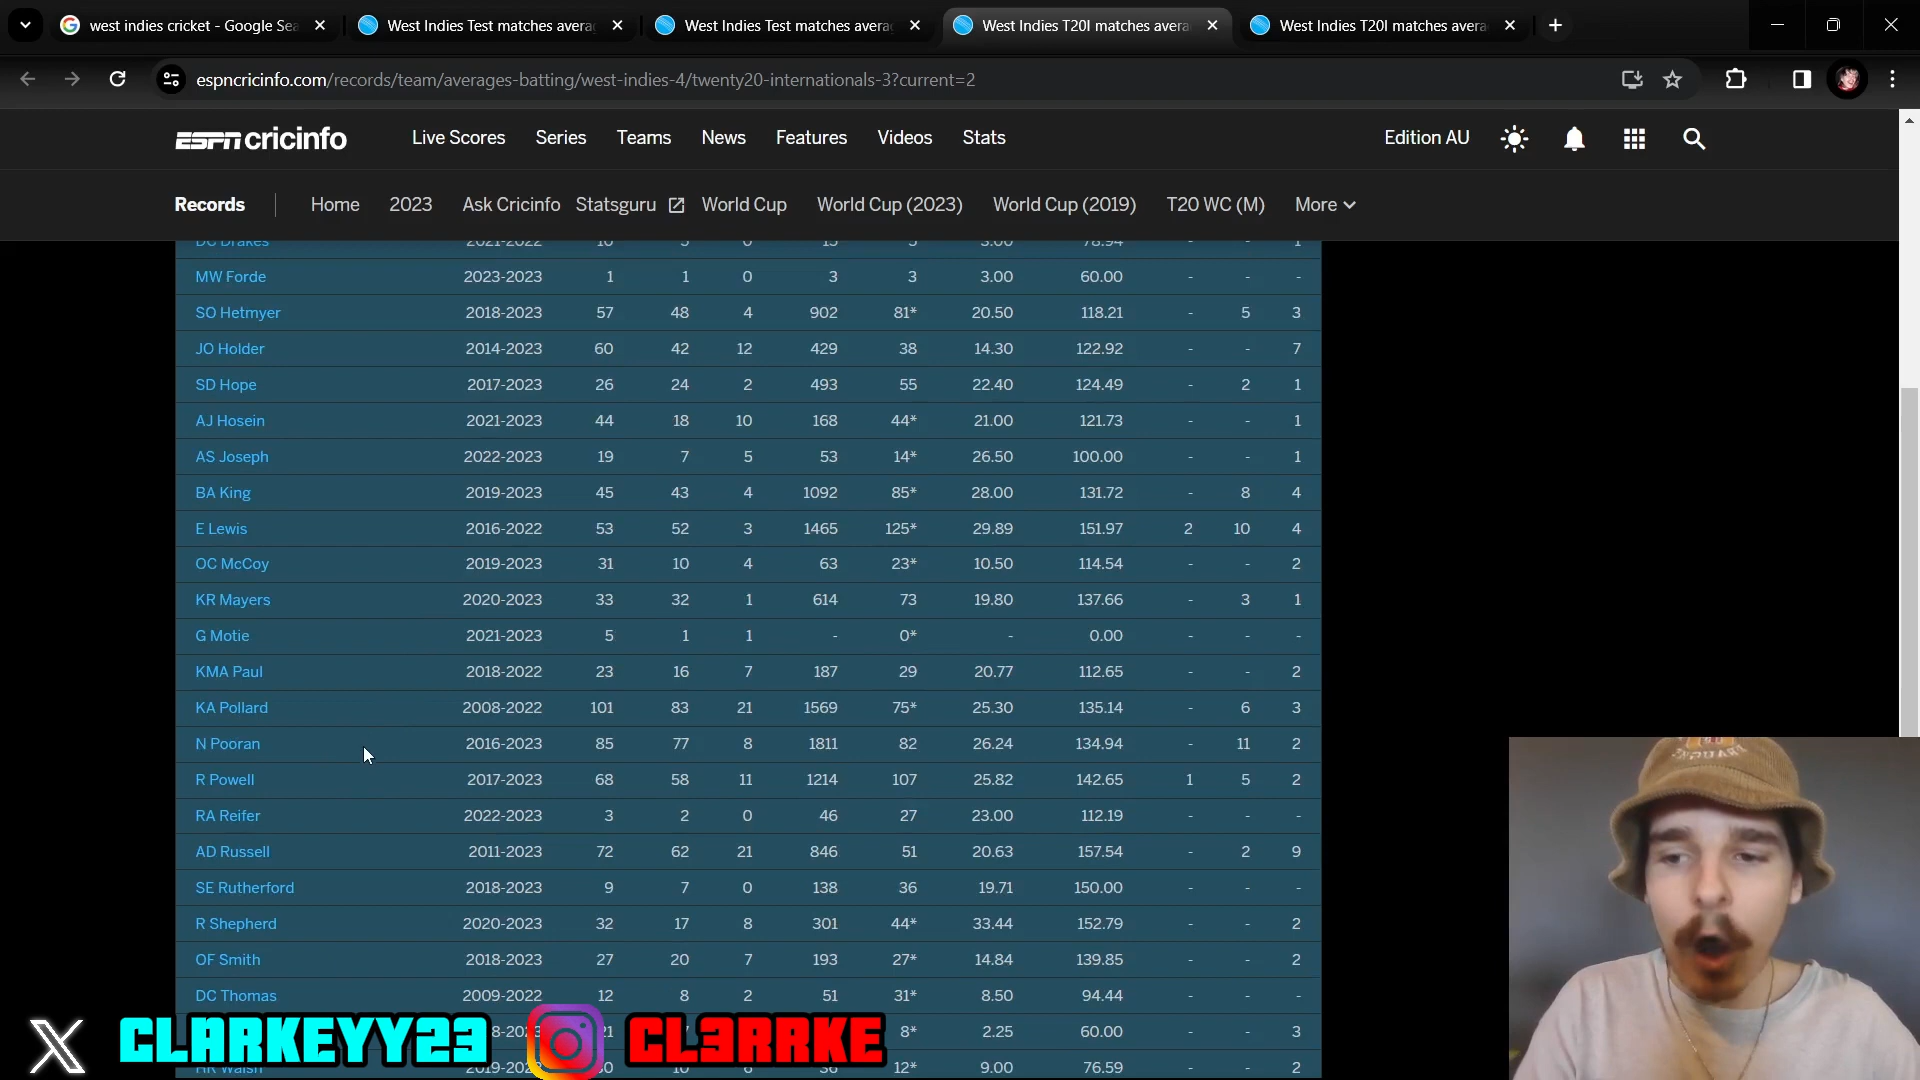 west indies cricket - Google Sea
West Indies Test matches avera
West Indies Test matches avera
West Indies T20I matches avera
West Indies T20I matches avera
espncricinfo.com/records/team/averages-batting/west-indies-4/twenty20-internationals-3?current=2
ESPN cricinfo Live Scores Series Teams News Features Videos Stats Edition AU
Records Home 2023 Ask Cricinfo Statsguru World Cup World Cup (2023) World Cup (2019) T20 WC (M) More
DC Drakes 2021-2022 10 5 0 15 5 3.00 78.94 - - 1
MW Forde 2023-2023 1 1 0 3 3 3.00 60.00 - - -
SO Hetmyer 2018-2023 57 48 4 902 81* 20.50 118.21 - 5 3
JO Holder 2014-2023 60 42 12 429 38 14.30 122.92 - - 7
SD Hope 2017-2023 26 24 2 493 55 22.40 124.49 - 2 1
AJ Hosein 2021-2023 44 18 10 168 44* 21.00 121.73 - - 1
AS Joseph 2022-2023 19 7 5 53 14* 26.50 100.00 - - 1
BA King 2019-2023 45 43 4 1092 85* 28.00 131.72 - 8 4
E Lewis 2016-2022 53 52 3 1465 125* 29.89 151.97 2 10 4
OC McCoy 2019-2023 31 10 4 63 23* 10.50 114.54 - - 2
KR Mayers 2020-2023 33 32 1 614 73 19.80 137.66 - 3 1
G Motie 2021-2023 5 1 1 - 0* - 0.00 - - -
KMA Paul 2018-2022 23 16 7 187 29 20.77 112.65 - - 2
KA Pollard 2008-2022 101 83 21 1569 75* 25.30 135.14 - 6 3
N Pooran 2016-2023 85 77 8 1811 82 26.24 134.94 - 11 2
R Powell 2017-2023 68 58 11 1214 107 25.82 142.65 1 5 2
RA Reifer 2022-2023 3 2 0 46 27 23.00 112.19 - - -
AD Russell 2011-2023 72 62 21 846 51 20.63 157.54 - 2 9
SE Rutherford 2018-2023 9 7 0 138 36 19.71 150.00 - - -
R Shepherd 2020-2023 32 17 8 301 44* 33.44 152.79 - - 2
OF Smith 2018-2023 27 20 7 193 27* 14.84 139.85 - - 2
DC Thomas 2009-2022 12 8 2 51 31* 8.50 94.44 - - -
8* 2.25 60.00 - - 3
HR Walsh 12* 9.00 76.59 - - 2
X CLARKEYY23 CL3RRKE